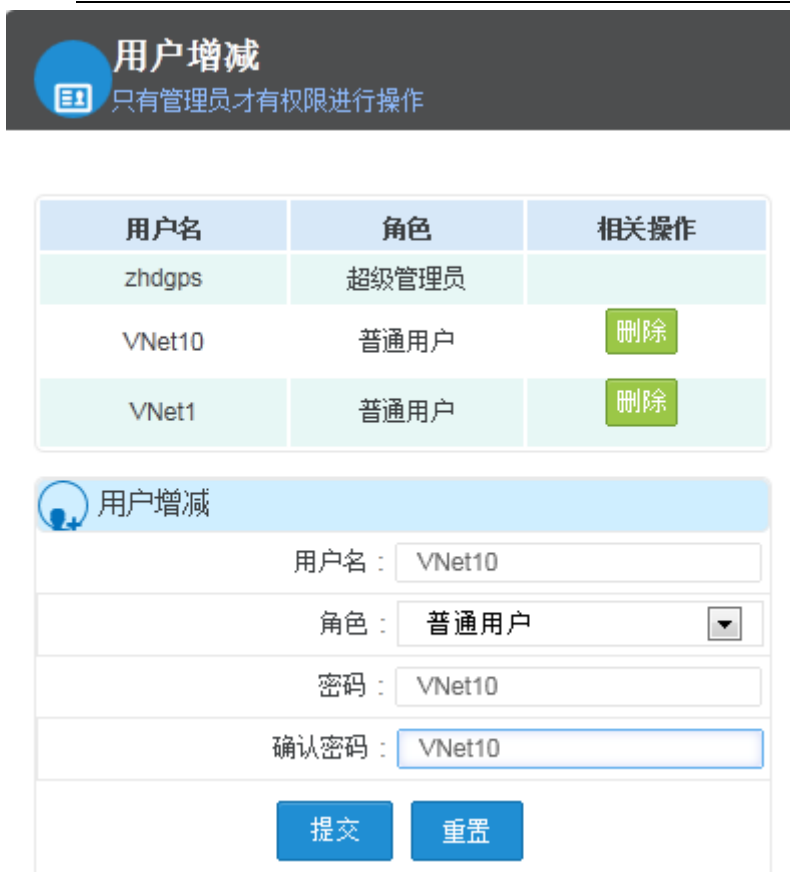 用户增减
只有管理员才有权限进行操作
用户名 角色 相关操作
zhdgps 超级管理员
VNet10 普通用户 删除
VNet1 普通用户 删除
用户增减
用户名： VNet10
角色： 普通用户
密码： VNet10
确认密码： VNet10
提交 重置